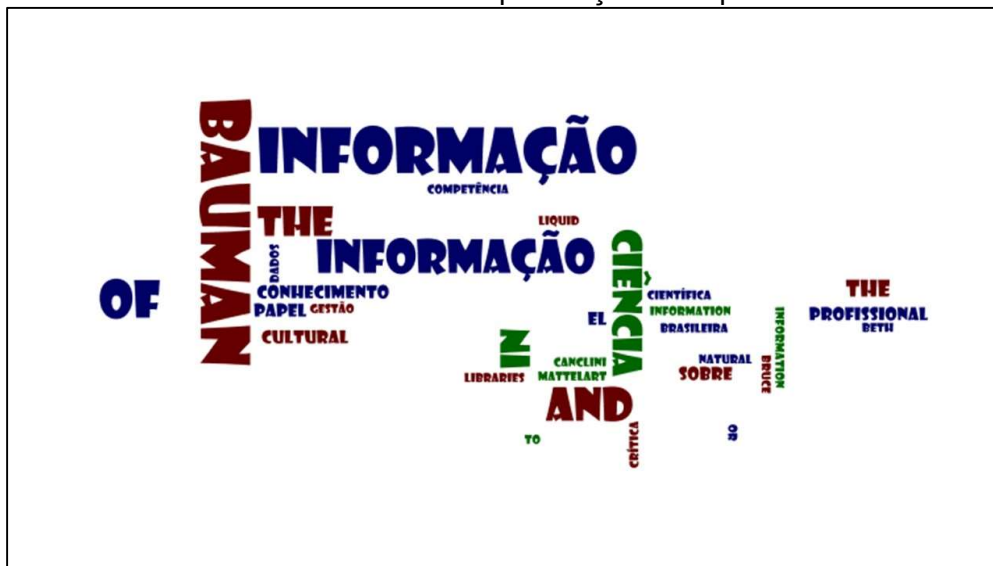 BAUMAN
INFORMAÇÃO
COMPETÊNCIA
THE
LIQUID
INFORMAÇÃO
DADOS
CIÊNCIA
OF
CONHECIMENTO
PAPEL GESTÃO
CULTURAL
EL
CIENTÍFICA
INFORMATION
BRASILEIRA
THE
PROFISSIONAL
BETH
IN
CANCLINI
LIBRARIES MATTELART
NATURAL
SOBRE
BRUCE
INFORMATION
AND
TO
CRÍTICA
OR